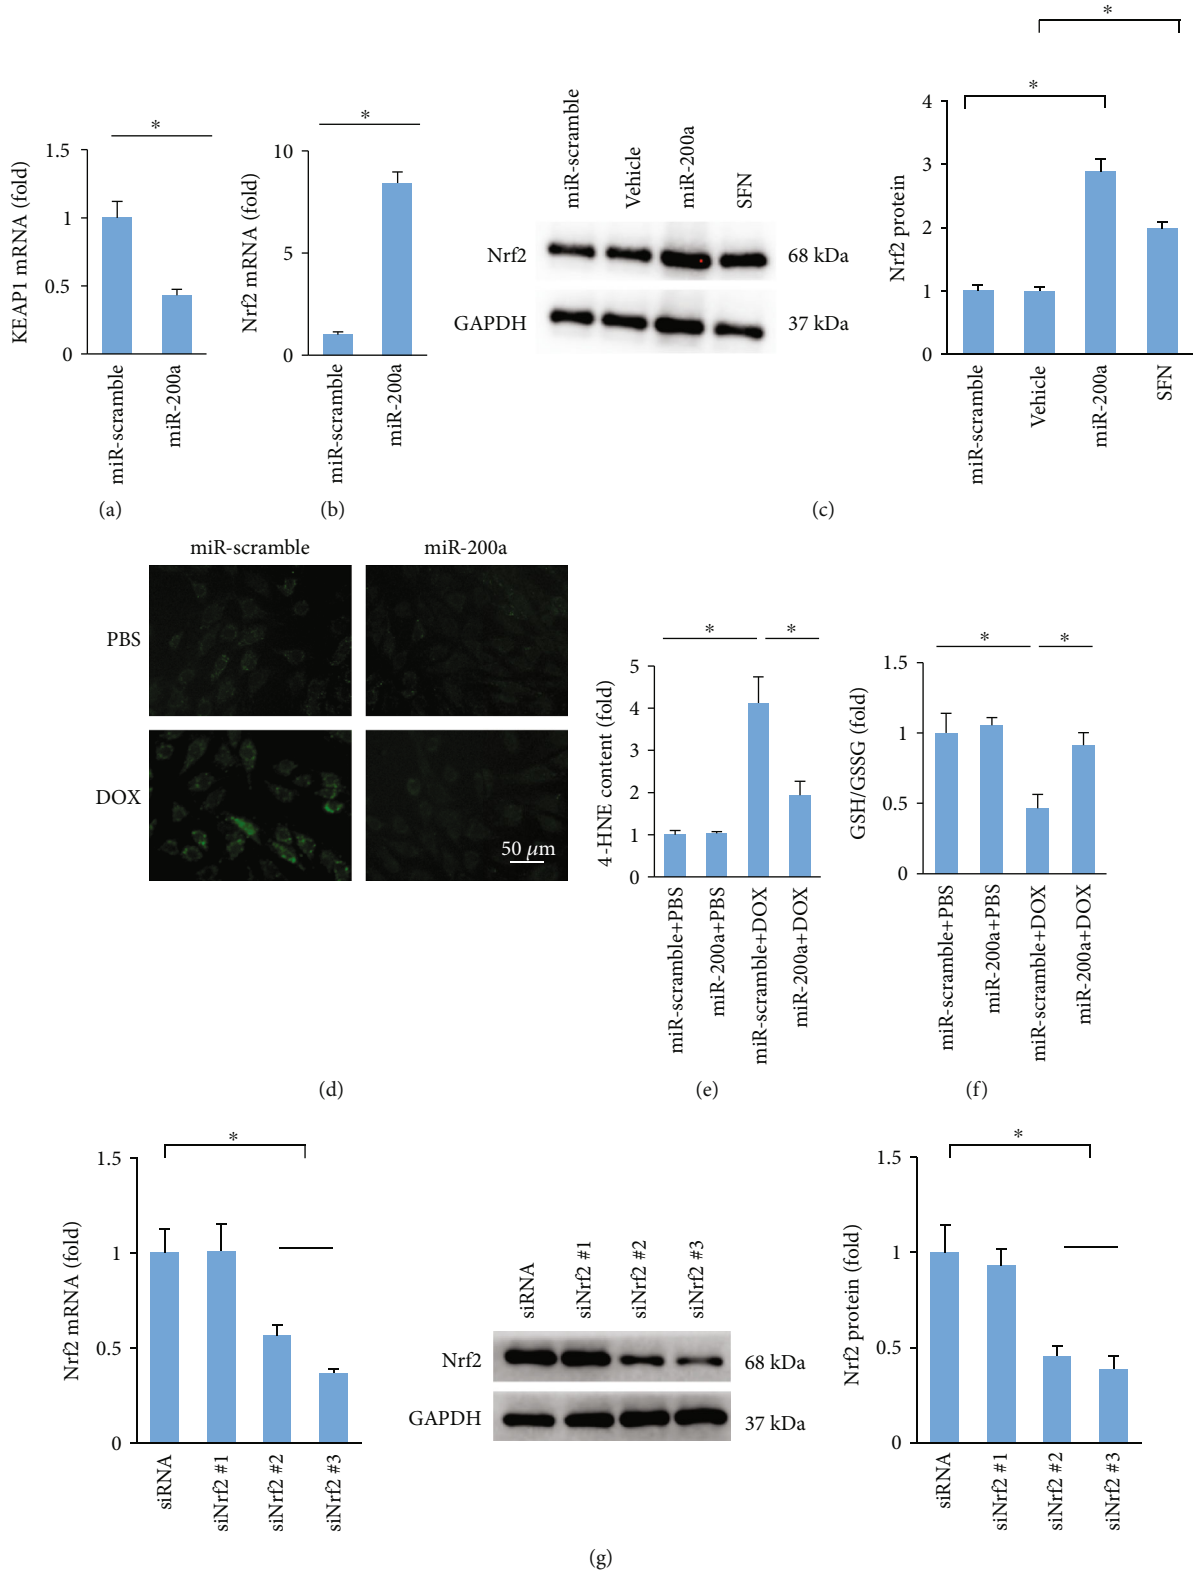 *
KEAP1 mRNA (fold)
1.5
1
0.5
0
miR-scramble
miR-200a
(a)
*
Nrf2 mRNA (fold)
10
5
0
miR-scramble
miR-200a
(b)
miR-scramble
Vehicle
miR-200a
SFN
Nrf2
68 kDa
GAPDH
37 kDa
*
*
Nrf2 protein
4
3
2
1
0
miR-scramble
Vehicle
miR-200a
SFN
(c)
miR-scramble
miR-200a
PBS
DOX
50 μm
(d)
*
*
4-HNE content (fold)
5
4
3
2
1
0
miR-scramble+PBS
miR-200a+PBS
miR-scramble+DOX
miR-200a+DOX
(e)
*
*
GSH/GSSG (fold)
1.5
1
0.5
0
miR-scramble+PBS
miR-200a+PBS
miR-scramble+DOX
miR-200a+DOX
(f)
*
Nrf2 mRNA (fold)
1.5
1
0.5
0
siRNA
siNrf2 #1
siNrf2 #2
siNrf2 #3
siRNA
siNrf2 #1
siNrf2 #2
siNrf2 #3
Nrf2
68 kDa
GAPDH
37 kDa
*
Nrf2 protein (fold)
1.5
1
0.5
0
siRNA
siNrf2 #1
siNrf2 #2
siNrf2 #3
(g)